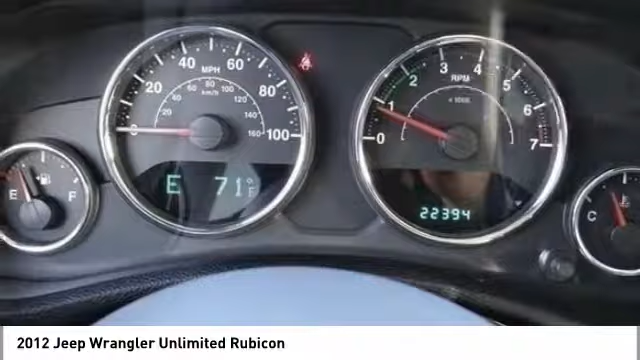 20 40 60 80 100
MPH
20 40 60 80 100 120 140 160
km/h
E 71°F
E F
0 1 2 3 4 5 6 7
RPM
22394
C
2012 Jeep Wrangler Unlimited Rubicon